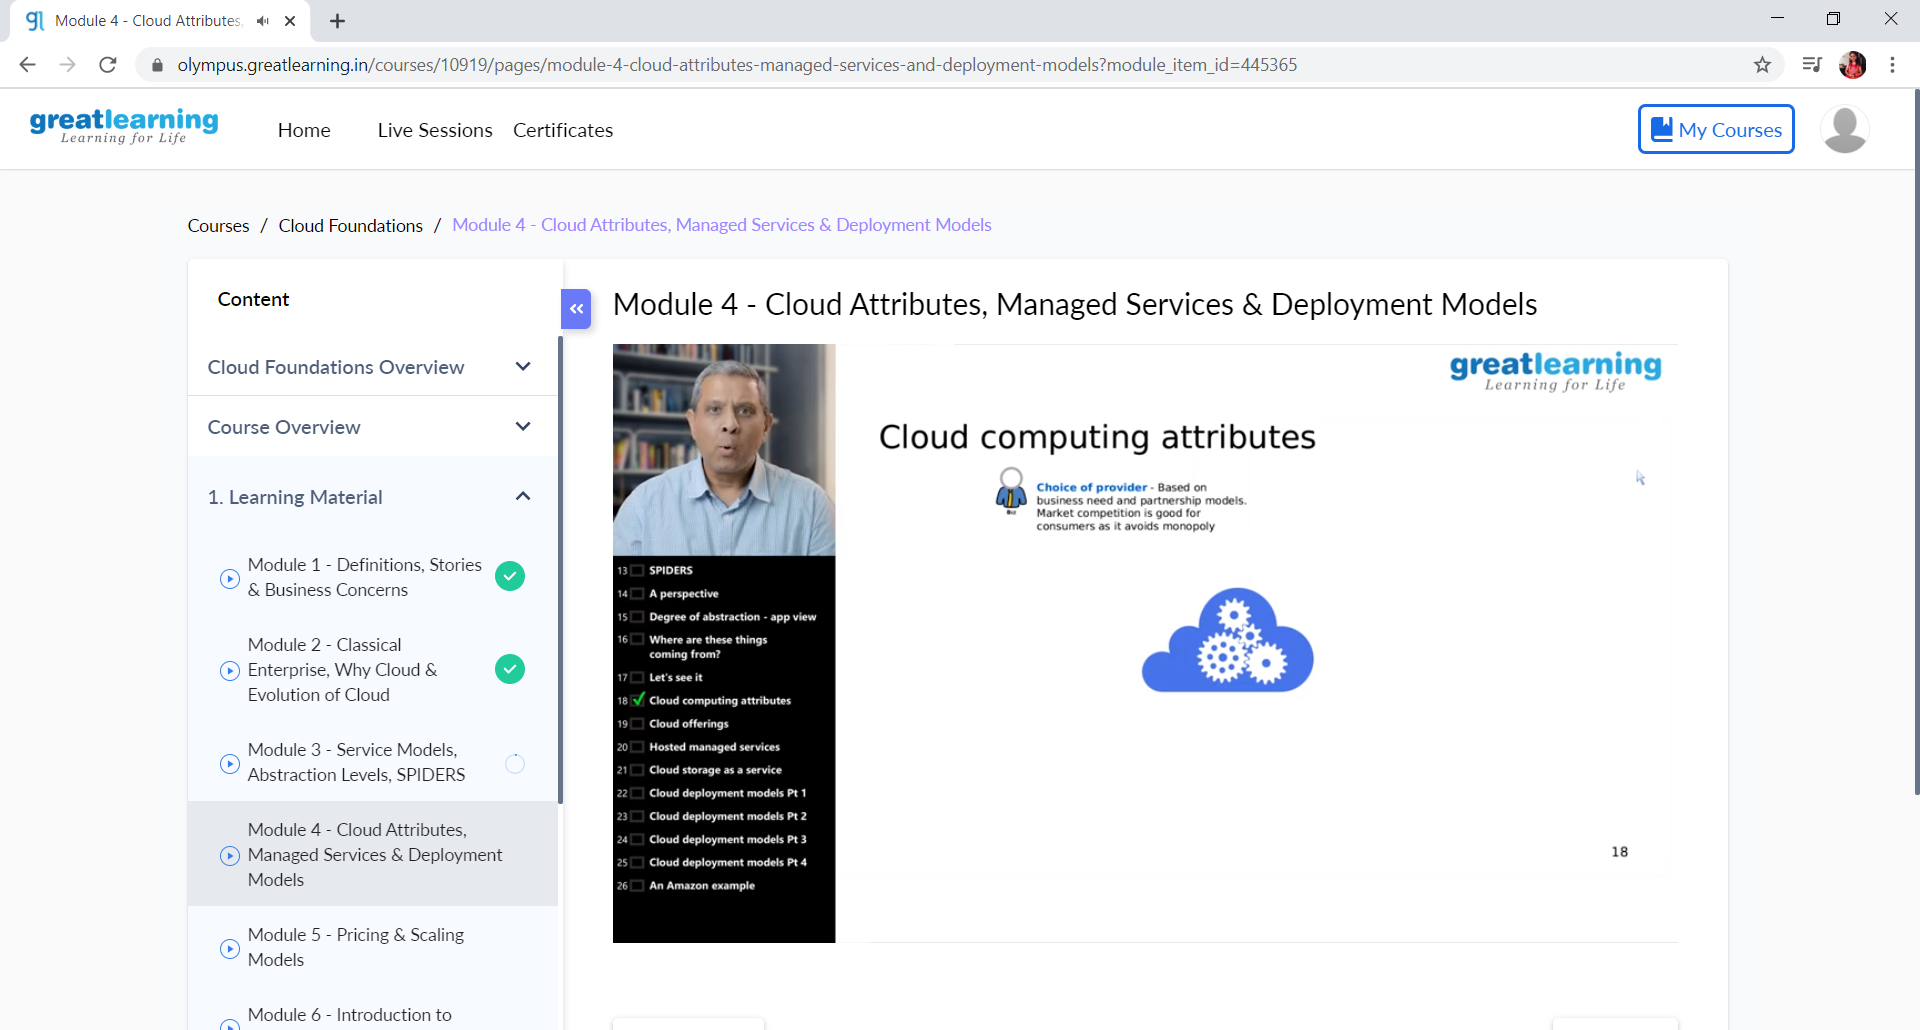 Module 4 - Cloud Attributes,
olympus.greatlearning.in/courses/10919/pages/module-4-cloud-attributes-managed-services-and-deployment-models?module_item_id=445365
greatlearning
Learning for Life
Home
Live Sessions
Certificates
My Courses
Courses / Cloud Foundations / Module 4 - Cloud Attributes, Managed Services & Deployment Models
Content
Cloud Foundations Overview
Course Overview
1. Learning Material
Module 1 - Definitions, Stories
& Business Concerns
Module 2 - Classical
Enterprise, Why Cloud &
Evolution of Cloud
Module 3 - Service Models,
Abstraction Levels, SPIDERS
Module 4 - Cloud Attributes,
Managed Services & Deployment
Models
Module 5 - Pricing & Scaling
Models
Module 6 - Introduction to
Module 4 - Cloud Attributes, Managed Services & Deployment Models
13 SPIDERS
14 A perspective
15 Degree of abstraction - app view
16 Where are these things
coming from?
17 Let's see it
18 Cloud computing attributes
19 Cloud offerings
20 Hosted managed services
21 Cloud storage as a service
22 Cloud deployment models Pt 1
23 Cloud deployment models Pt 2
24 Cloud deployment models Pt 3
25 Cloud deployment models Pt 4
26 An Amazon example
greatlearning
Learning for Life
Cloud computing attributes
Biz
Choice of provider - Based on
business need and partnership models.
Market competition is good for
consumers as it avoids monopoly
18